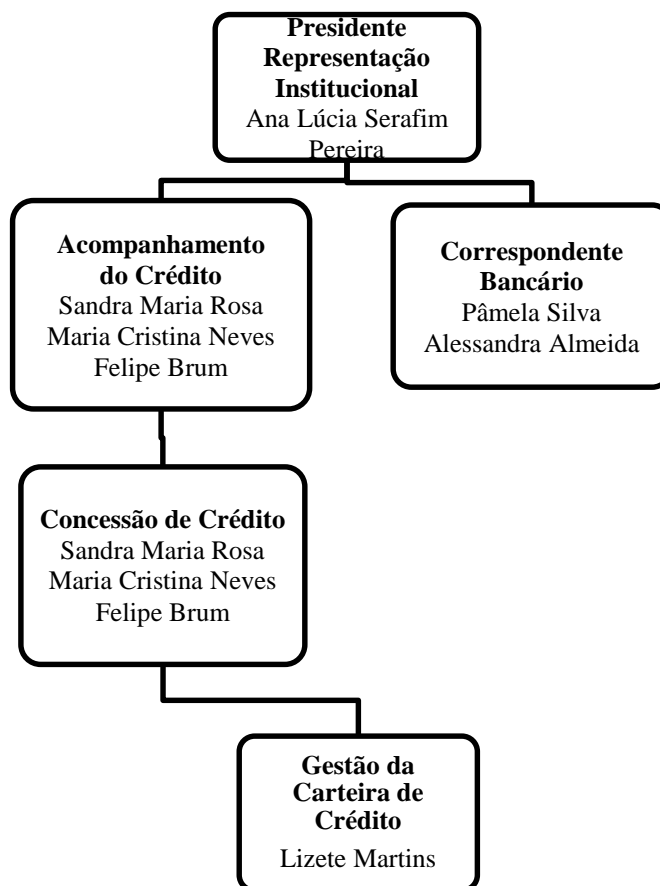 Presidente
Representação
Institucional
Ana Lúcia Serafim
Pereira
Acompanhamento
do Crédito
Sandra Maria Rosa
Maria Cristina Neves
Felipe Brum
Correspondente
Bancário
Pâmela Silva
Alessandra Almeida
Concessão de Crédito
Sandra Maria Rosa
Maria Cristina Neves
Felipe Brum
Gestão da
Carteira de
Crédito
Lizete Martins